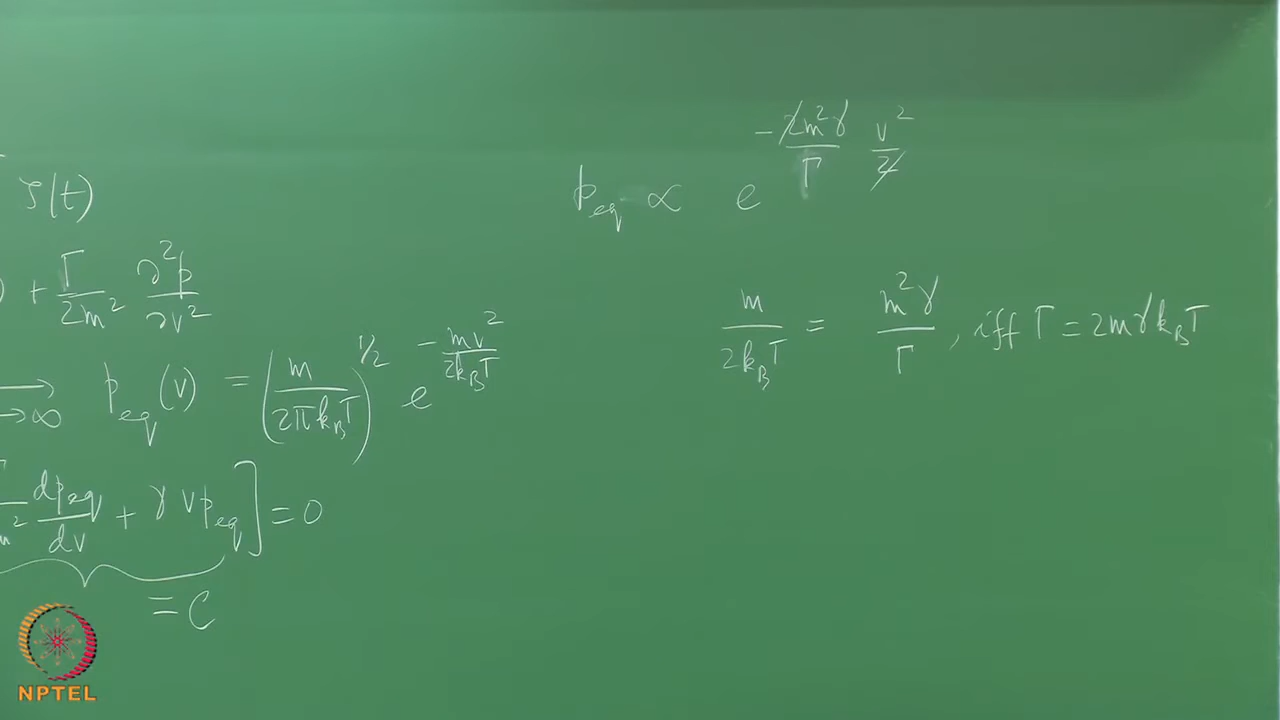 ζ(t)
) + Γ/2m² ∂²p/∂v²
→∞ p_eq(v) = (m/2πk_BT)^1/2 e^-mv²/2k_BT
m² dp_eq/dv + γ v p_eq] = 0
= C
p_eq ∝ e^-2m²γ/Γ v²/2
m/2k_BT = m²γ/Γ , iff Γ = 2mγk_BT
NPTEL